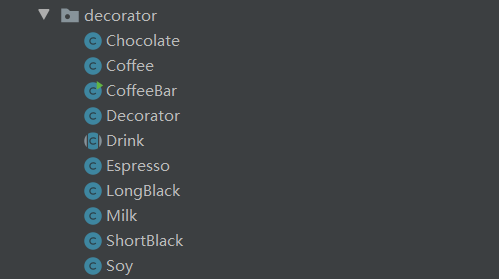 decorator
Chocolate
Coffee
CoffeeBar
Decorator
Drink
Espresso
LongBlack
Milk
ShortBlack
Soy